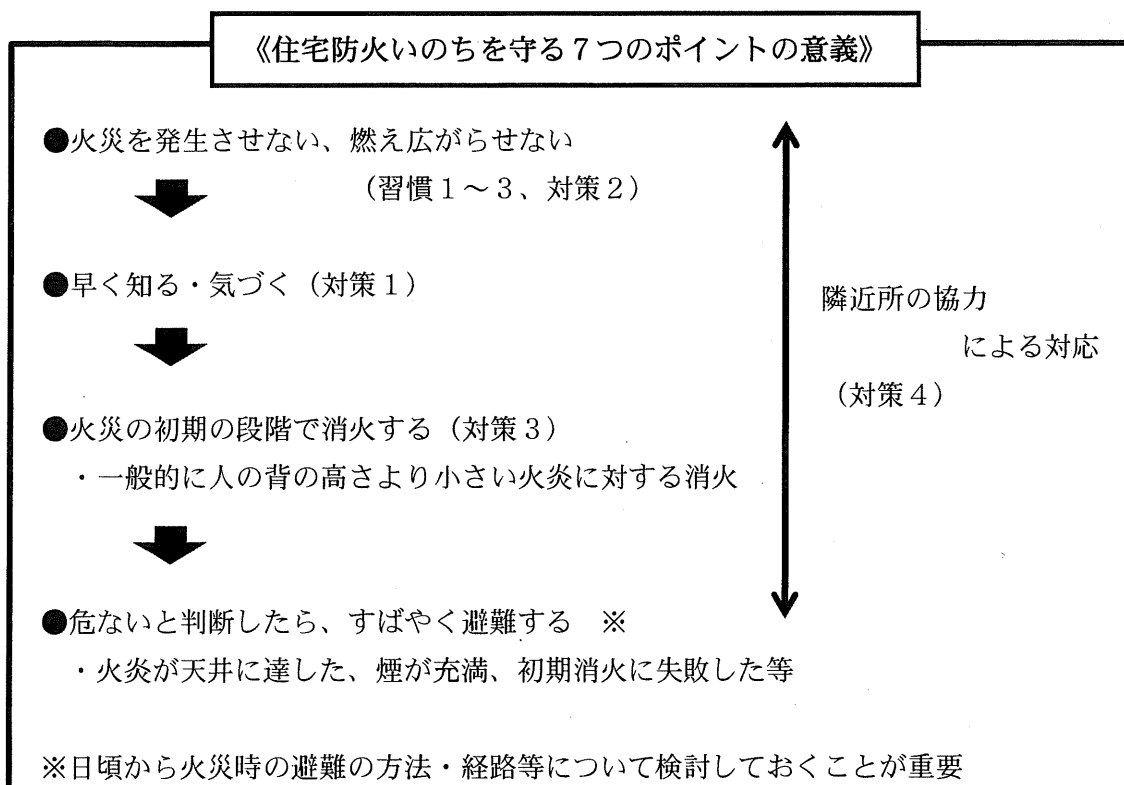 《住宅防火いのちを守る７つのポイントの意義》
●火災を発生させない、燃え広がらせない
（習慣１～３、対策２）
●早く知る・気づく（対策１）
隣近所の協力
による対応
（対策４）
●火災の初期の段階で消火する（対策３）
・一般的に人の背の高さより小さい火炎に対する消火
●危ないと判断したら、すばやく避難する　※
・火炎が天井に達した、煙が充満、初期消火に失敗した等
※日頃から火災時の避難の方法・経路等について検討しておくことが重要